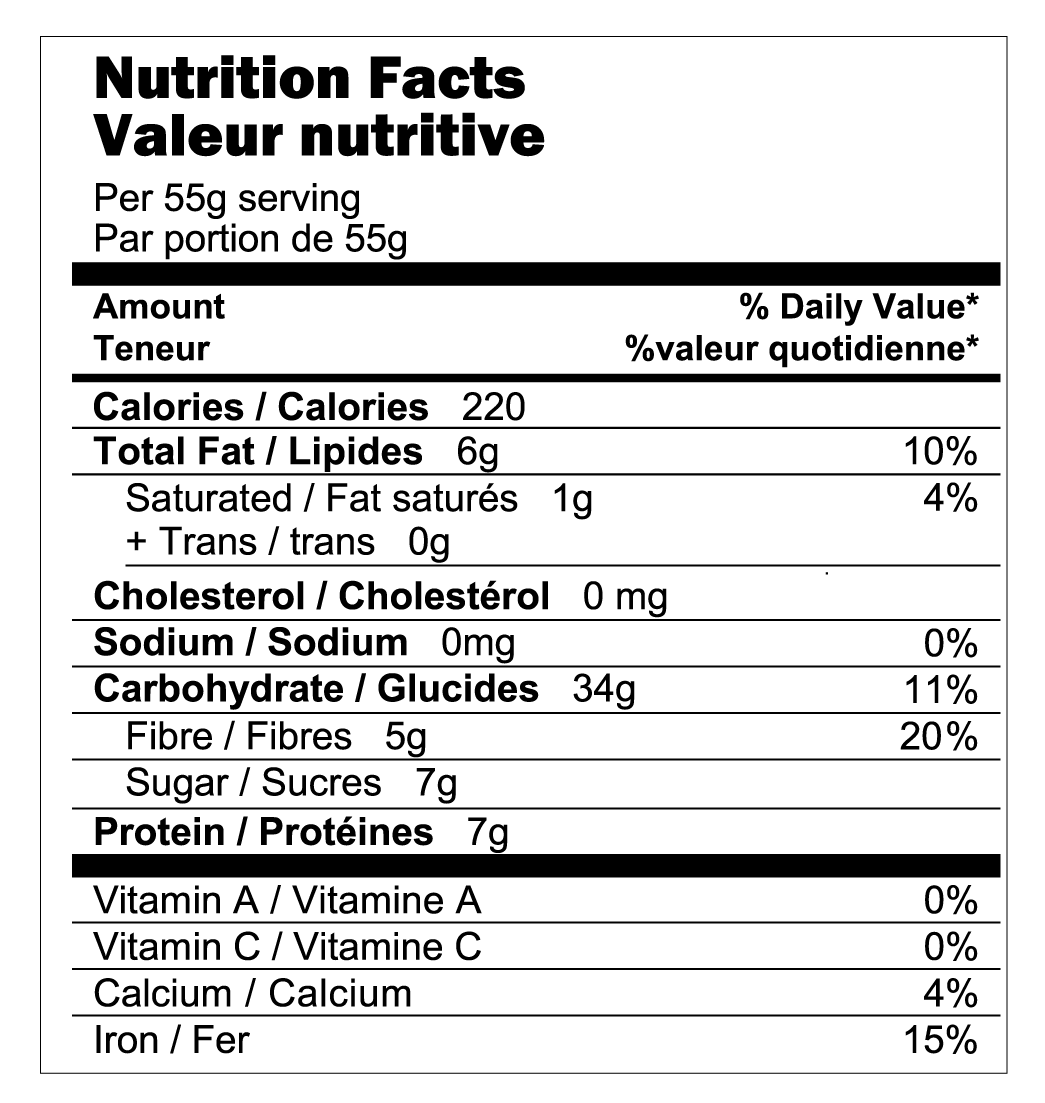 Nutrition Facts
Valeur nutritive
Per 55g serving
Par portion de 55g
Amount % Daily Value*
Teneur %valeur quotidienne*
Calories / Calories 220
Total Fat / Lipides 6g 10%
Saturated / Fat saturés 1g 4%
+ Trans / trans 0g
Cholesterol / Cholestérol 0 mg
Sodium / Sodium 0mg 0%
Carbohydrate / Glucides 34g 11%
Fibre / Fibres 5g 20%
Sugar / Sucres 7g
Protein / Protéines 7g
Vitamin A / Vitamine A 0%
Vitamin C / Vitamine C 0%
Calcium / Calcium 4%
Iron / Fer 15%